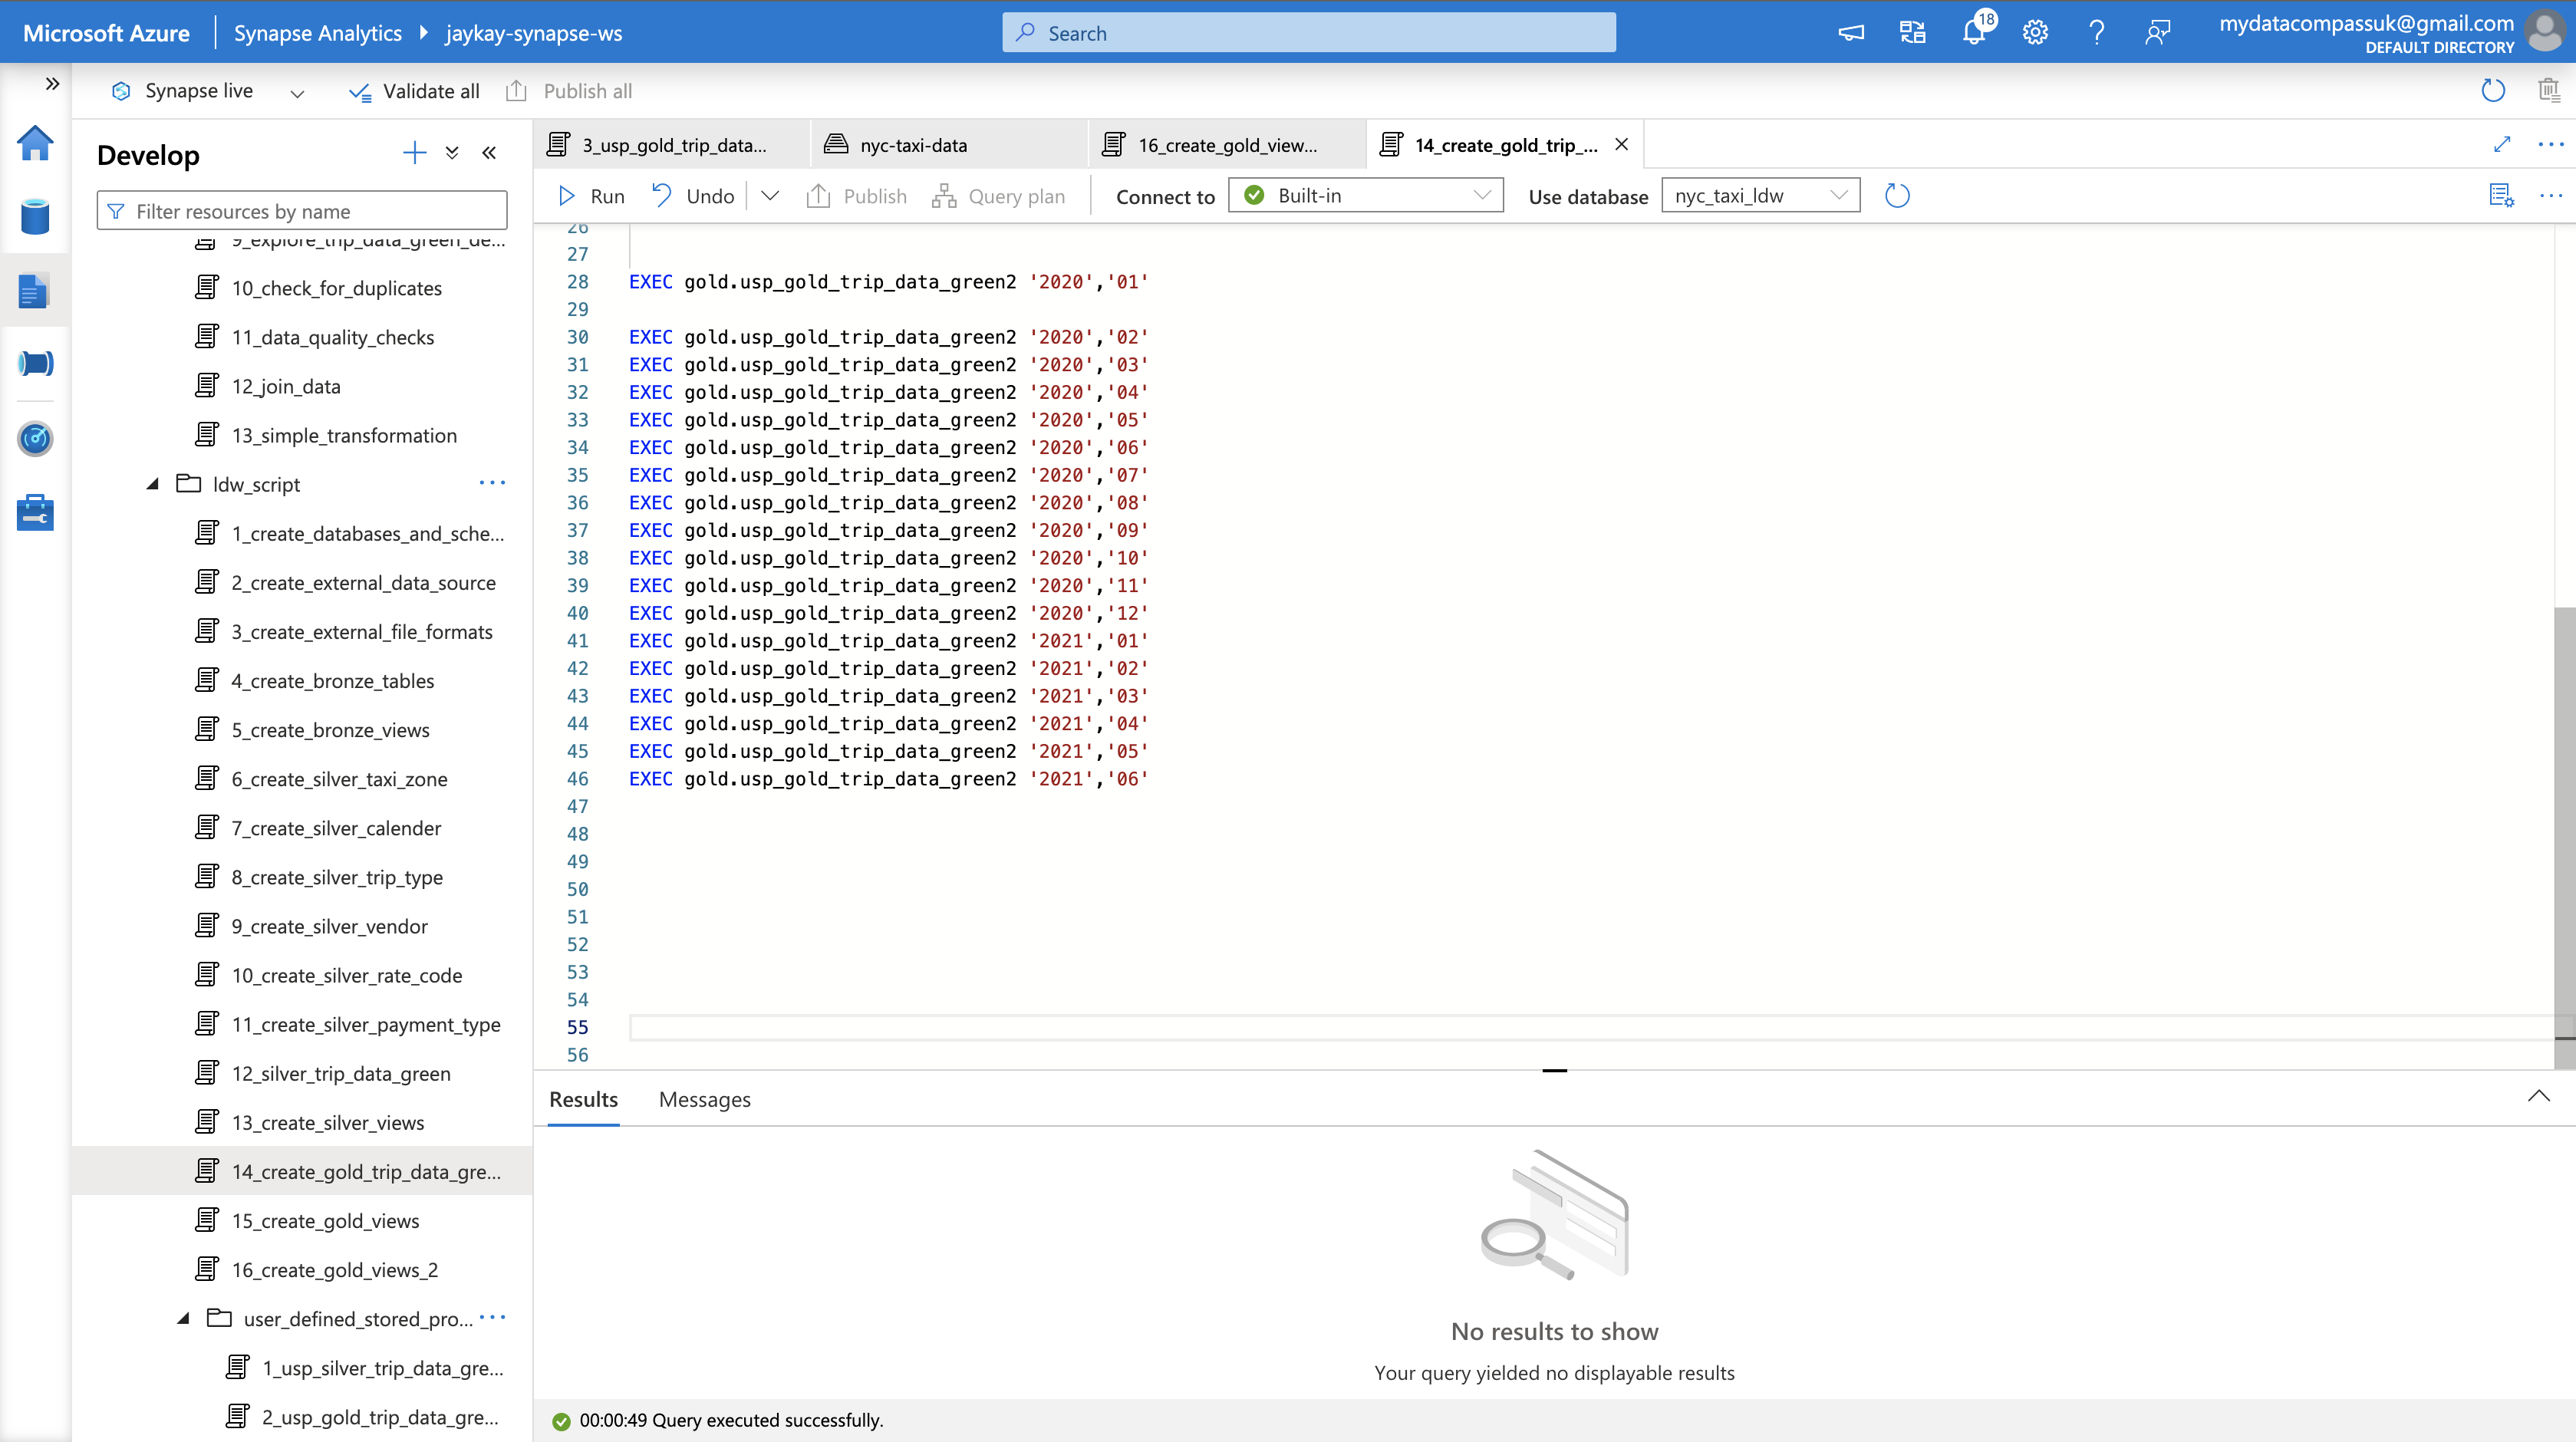 Microsoft Azure
Synapse Analytics
jaykay-synapse-ws
Search
18
mydatacompassuk@gmail.com
DEFAULT DIRECTORY
Synapse live
Validate all
Publish all
Develop
Filter resources by name
9_explore_trip_data_green_de...
10_check_for_duplicates
11_data_quality_checks
12_join_data
13_simple_transformation
ldw_script
1_create_databases_and_sche...
2_create_external_data_source
3_create_external_file_formats
4_create_bronze_tables
5_create_bronze_views
6_create_silver_taxi_zone
7_create_silver_calender
8_create_silver_trip_type
9_create_silver_vendor
10_create_silver_rate_code
11_create_silver_payment_type
12_silver_trip_data_green
13_create_silver_views
14_create_gold_trip_data_gre...
15_create_gold_views
16_create_gold_views_2
user_defined_stored_pro...
1_usp_silver_trip_data_gre...
2_usp_gold_trip_data_gre...
3_usp_gold_trip_data...
nyc-taxi-data
16_create_gold_view...
14_create_gold_trip_...
Run
Undo
Publish
Query plan
Connect to
Built-in
Use database
nyc_taxi_ldw
26
27
28 EXEC gold.usp_gold_trip_data_green2 '2020','01'
29
30 EXEC gold.usp_gold_trip_data_green2 '2020','02'
31 EXEC gold.usp_gold_trip_data_green2 '2020','03'
32 EXEC gold.usp_gold_trip_data_green2 '2020','04'
33 EXEC gold.usp_gold_trip_data_green2 '2020','05'
34 EXEC gold.usp_gold_trip_data_green2 '2020','06'
35 EXEC gold.usp_gold_trip_data_green2 '2020','07'
36 EXEC gold.usp_gold_trip_data_green2 '2020','08'
37 EXEC gold.usp_gold_trip_data_green2 '2020','09'
38 EXEC gold.usp_gold_trip_data_green2 '2020','10'
39 EXEC gold.usp_gold_trip_data_green2 '2020','11'
40 EXEC gold.usp_gold_trip_data_green2 '2020','12'
41 EXEC gold.usp_gold_trip_data_green2 '2021','01'
42 EXEC gold.usp_gold_trip_data_green2 '2021','02'
43 EXEC gold.usp_gold_trip_data_green2 '2021','03'
44 EXEC gold.usp_gold_trip_data_green2 '2021','04'
45 EXEC gold.usp_gold_trip_data_green2 '2021','05'
46 EXEC gold.usp_gold_trip_data_green2 '2021','06'
47
48
49
50
51
52
53
54
55
56
Results
Messages
No results to show
Your query yielded no displayable results
00:00:49 Query executed successfully.